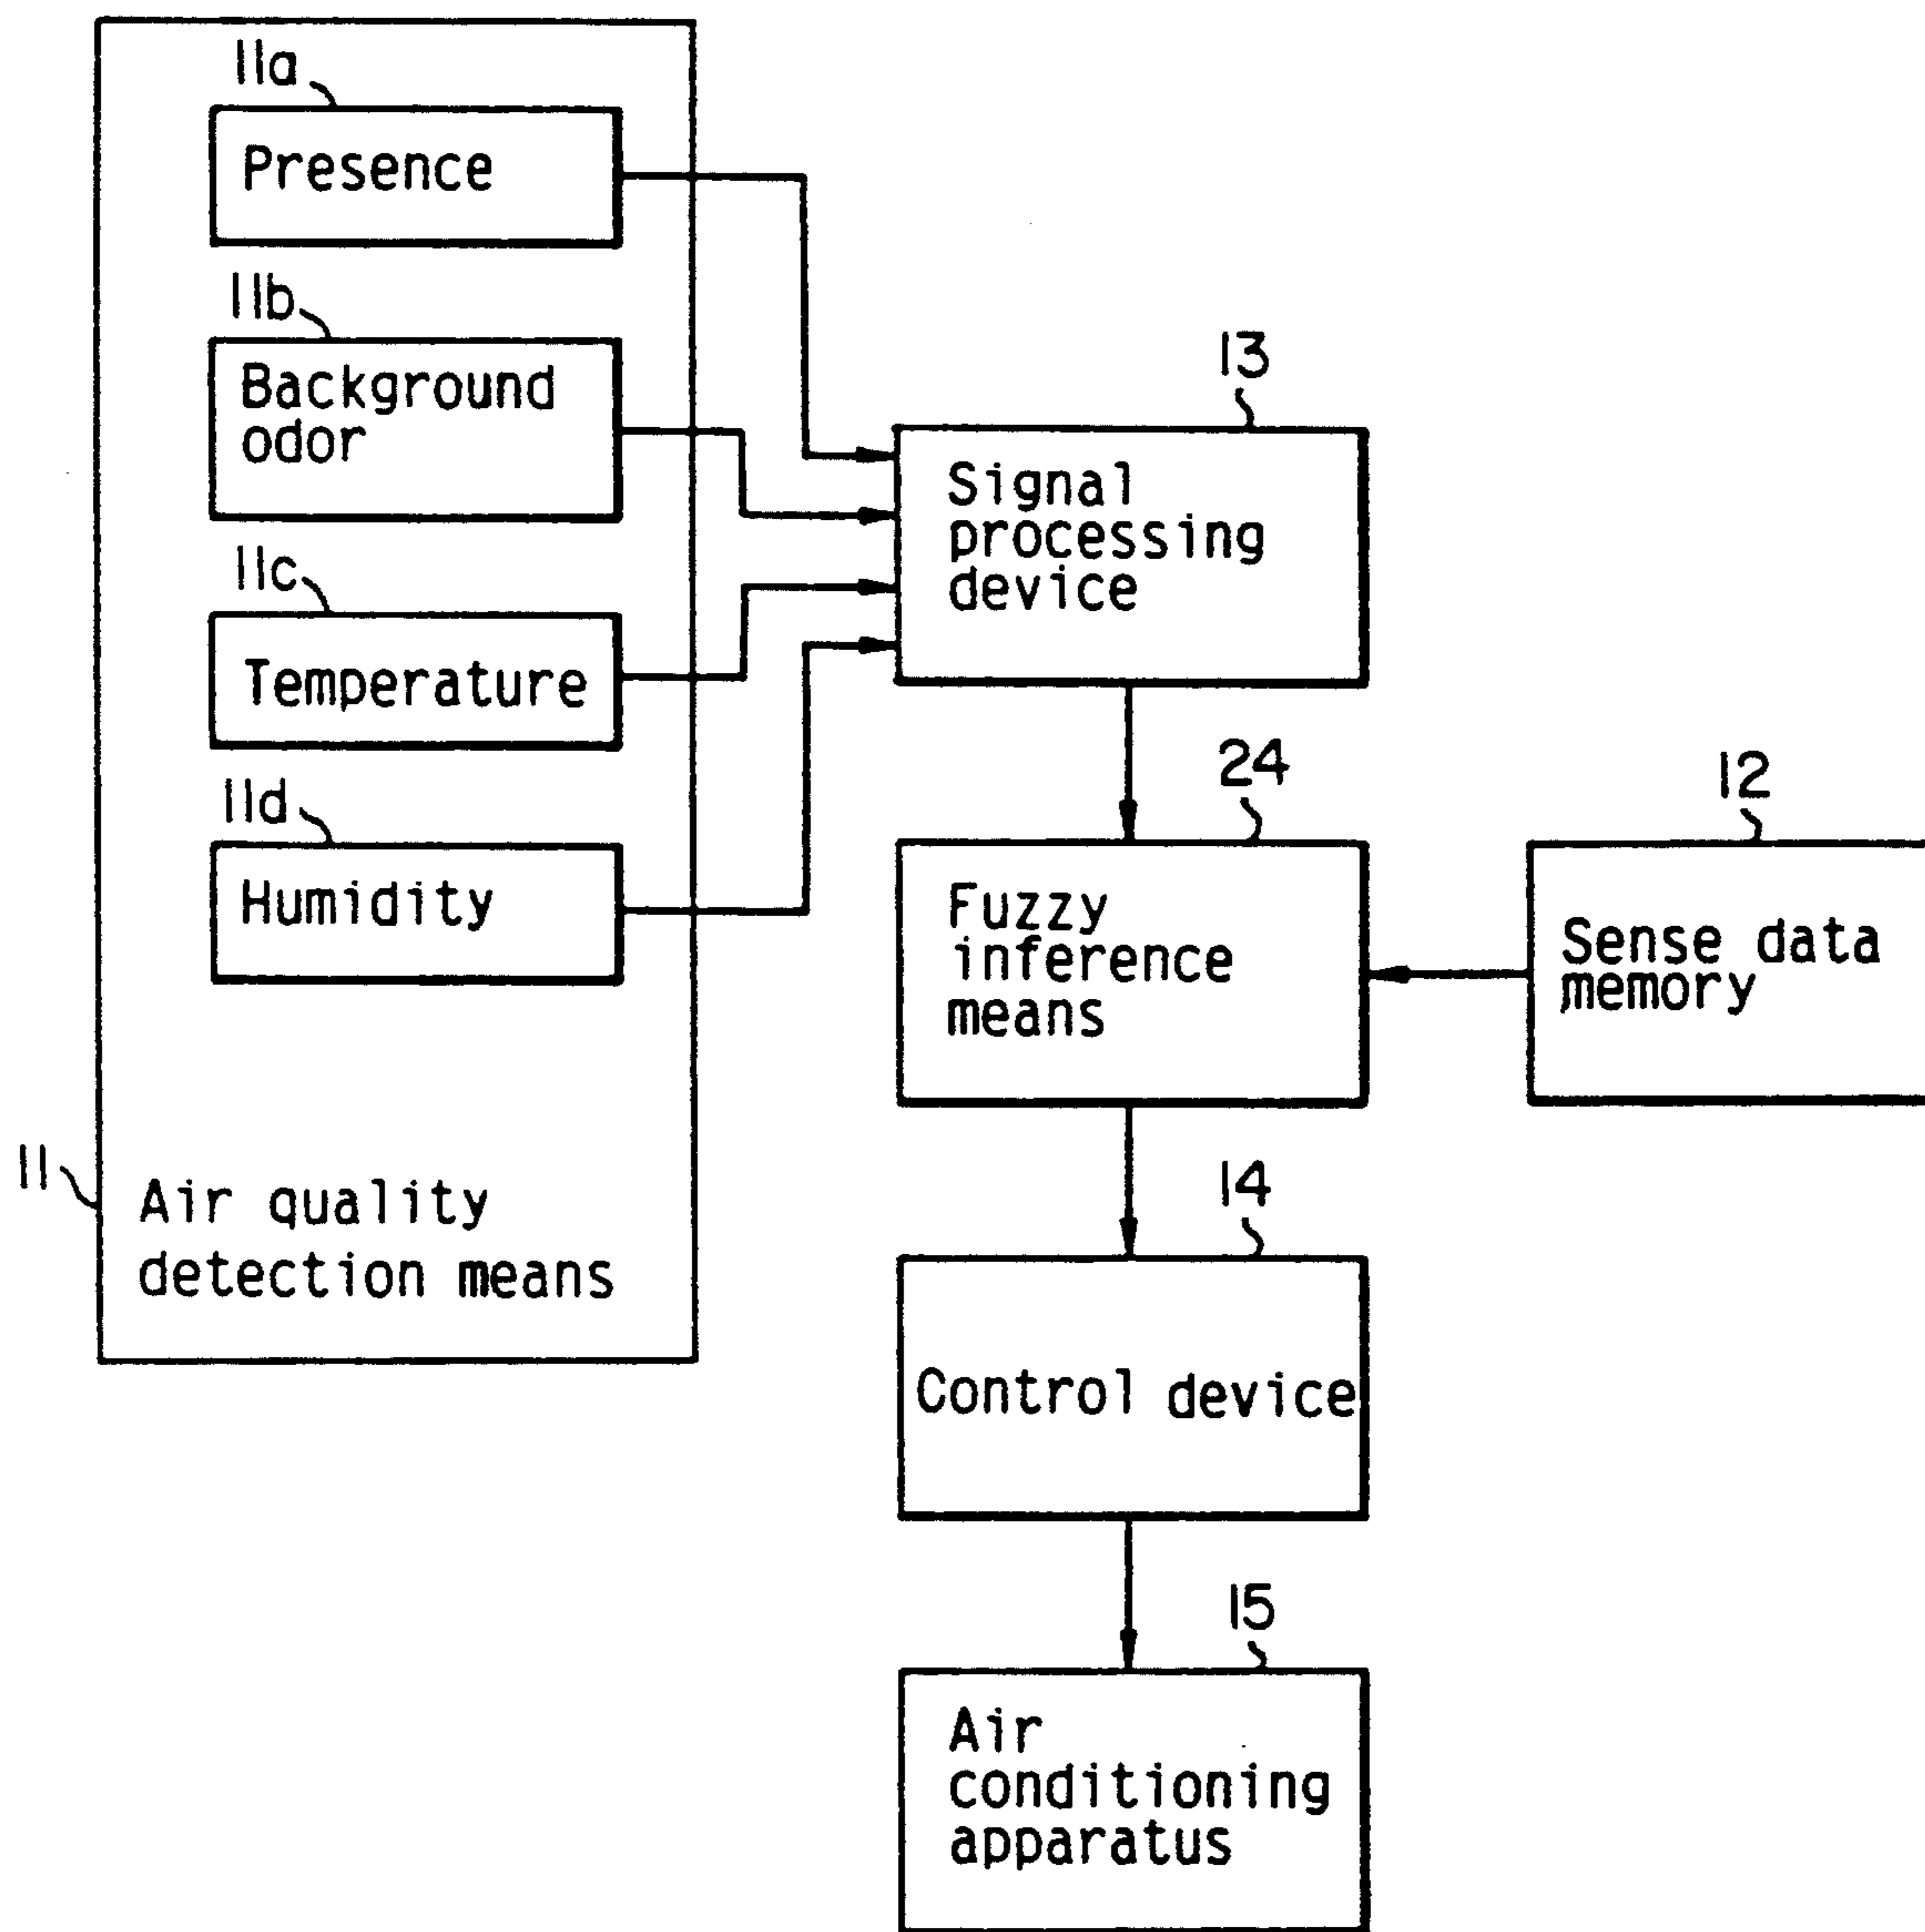 11a
Presence
11b
Background
odor
11c
Temperature
11d
Humidity
11
Air quality
detection means
13
Signal
processing
device
24
Fuzzy
inference
means
12
Sense data
memory
14
Control device
15
Air
conditioning
apparatus